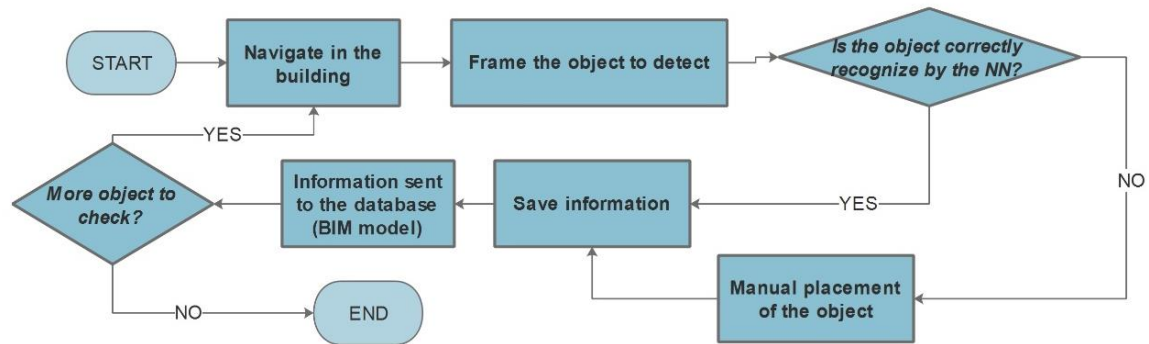 START
Navigate in the
building
Frame the object to detect
Is the object correctly
recognize by the NN?
YES
NO
More object to
check?
Information sent
to the database
(BIM model)
Save information
YES
Manual placement
of the object
NO
END